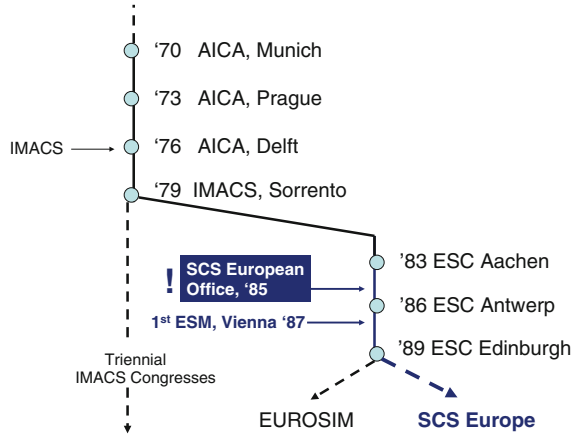 ‘70 AICA, Munich
‘73 AICA, Prague
IMACS
‘76 AICA, Delft
‘79 IMACS, Sorrento
’83 ESC Aachen
! SCS European
Office, ‘85
’86 ESC Antwerp
1st ESM, Vienna ‘87
’89 ESC Edinburgh
Triennial
IMACS Congresses
EUROSIM
SCS Europe